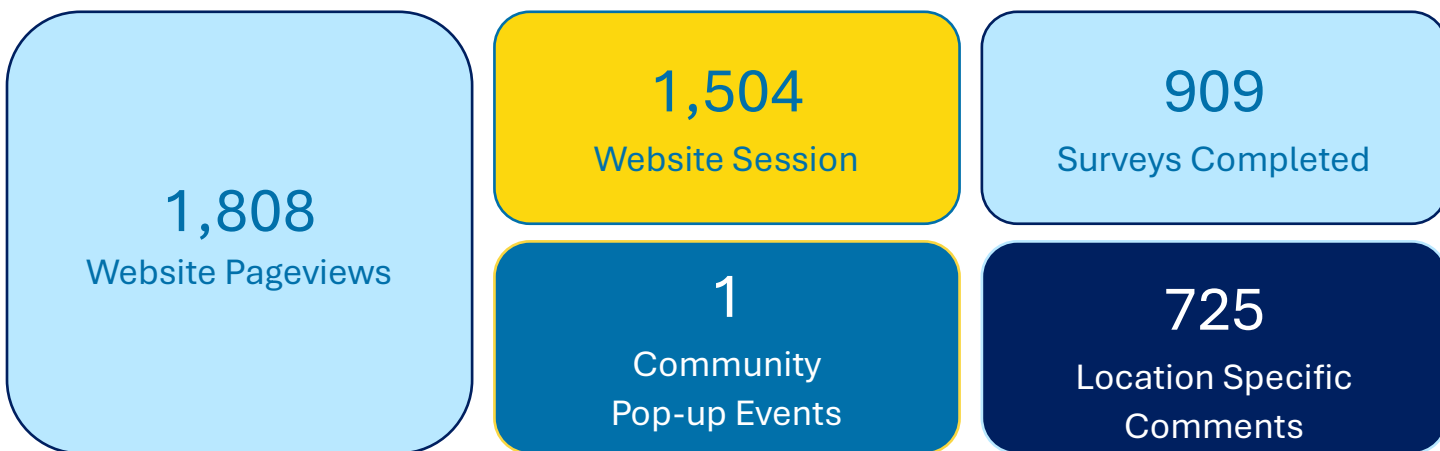 1,808
Website Pageviews
1,504
Website Session
909
Surveys Completed
1
Community
Pop-up Events
725
Location Specific
Comments